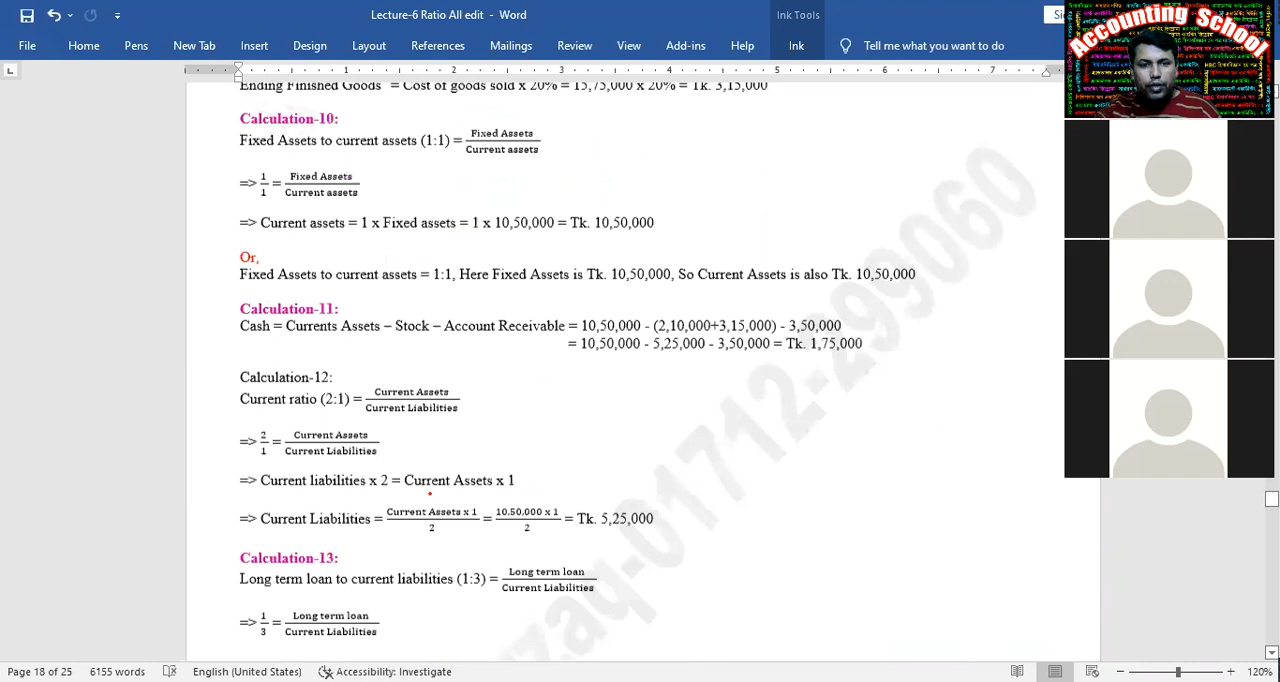 Lecture-6 Ratio All edit - Word
Ink Tools
Si
File Home Pens New Tab Insert Design Layout References Mailings Review View Add-ins Help Ink Tell me what you want to do
Accounting School
1 2 3 4 5 6 7
Ending Finished Goods = Cost of goods sold x 20% = 15,75,000 x 20% = Tk. 3,15,000
Calculation-10:
Fixed Assets to current assets (1:1) = Fixed Assets / Current assets
=> 1/1 = Fixed Assets / Current assets
=> Current assets = 1 x Fixed assets = 1 x 10,50,000 = Tk. 10,50,000
Or,
Fixed Assets to current assets = 1:1, Here Fixed Assets is Tk. 10,50,000, So Current Assets is also Tk. 10,50,000
Calculation-11:
Cash = Currents Assets – Stock – Account Receivable = 10,50,000 - (2,10,000+3,15,000) - 3,50,000
= 10,50,000 - 5,25,000 - 3,50,000 = Tk. 1,75,000
Calculation-12:
Current ratio (2:1) = Current Assets / Current Liabilities
=> 2/1 = Current Assets / Current Liabilities
=> Current liabilities x 2 = Current Assets x 1
=> Current Liabilities = Current Assets x 1 / 2 = 10,50,000 x 1 / 2 = Tk. 5,25,000
Calculation-13:
Long term loan to current liabilities (1:3) = Long term loan / Current Liabilities
=> 1/3 = Long term loan / Current Liabilities
zaq-01712-299060
Page 18 of 25 6155 words English (United States) Accessibility: Investigate 120%